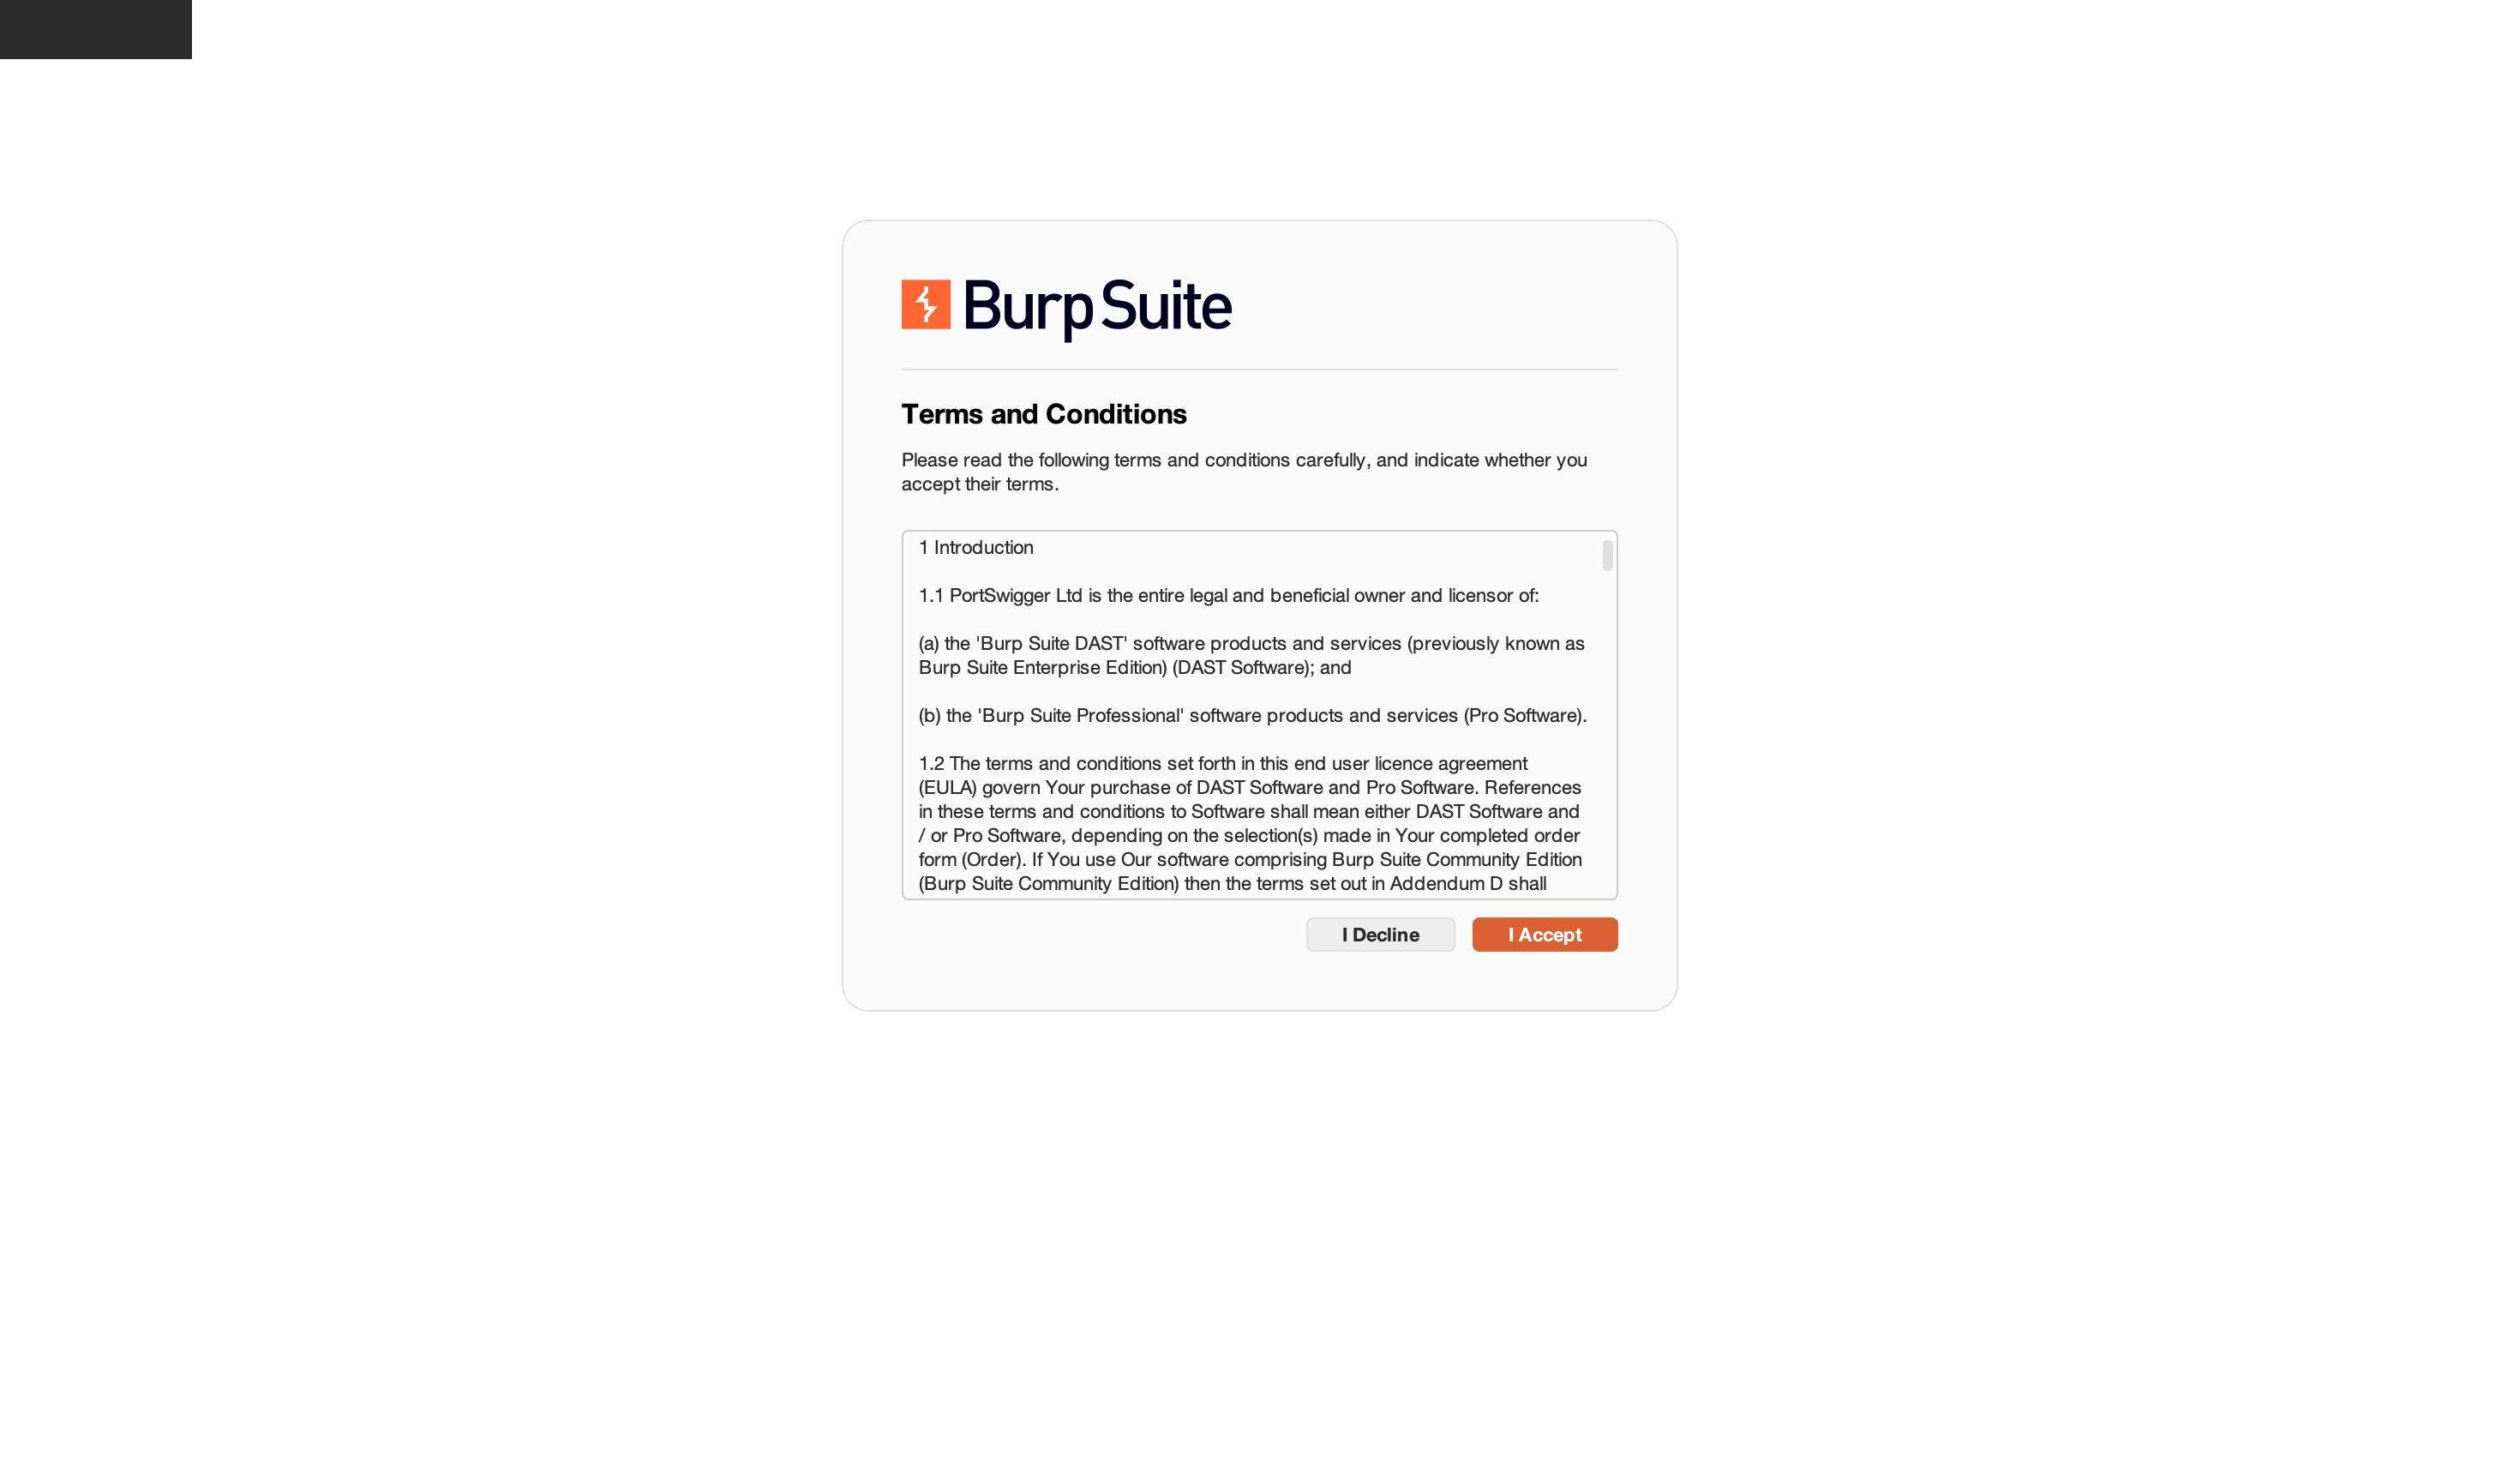 Burp Suite
Terms and Conditions
Please read the following terms and conditions carefully, and indicate whether you
accept their terms.
1 Introduction
1.1 PortSwigger Ltd is the entire legal and beneficial owner and licensor of:
(a) the 'Burp Suite DAST' software products and services (previously known as
Burp Suite Enterprise Edition) (DAST Software); and
(b) the 'Burp Suite Professional' software products and services (Pro Software).
1.2 The terms and conditions set forth in this end user licence agreement
(EULA) govern Your purchase of DAST Software and Pro Software. References
in these terms and conditions to Software shall mean either DAST Software and
/ or Pro Software, depending on the selection(s) made in Your completed order
form (Order). If You use Our software comprising Burp Suite Community Edition
(Burp Suite Community Edition) then the terms set out in Addendum D shall
I Decline
I Accept